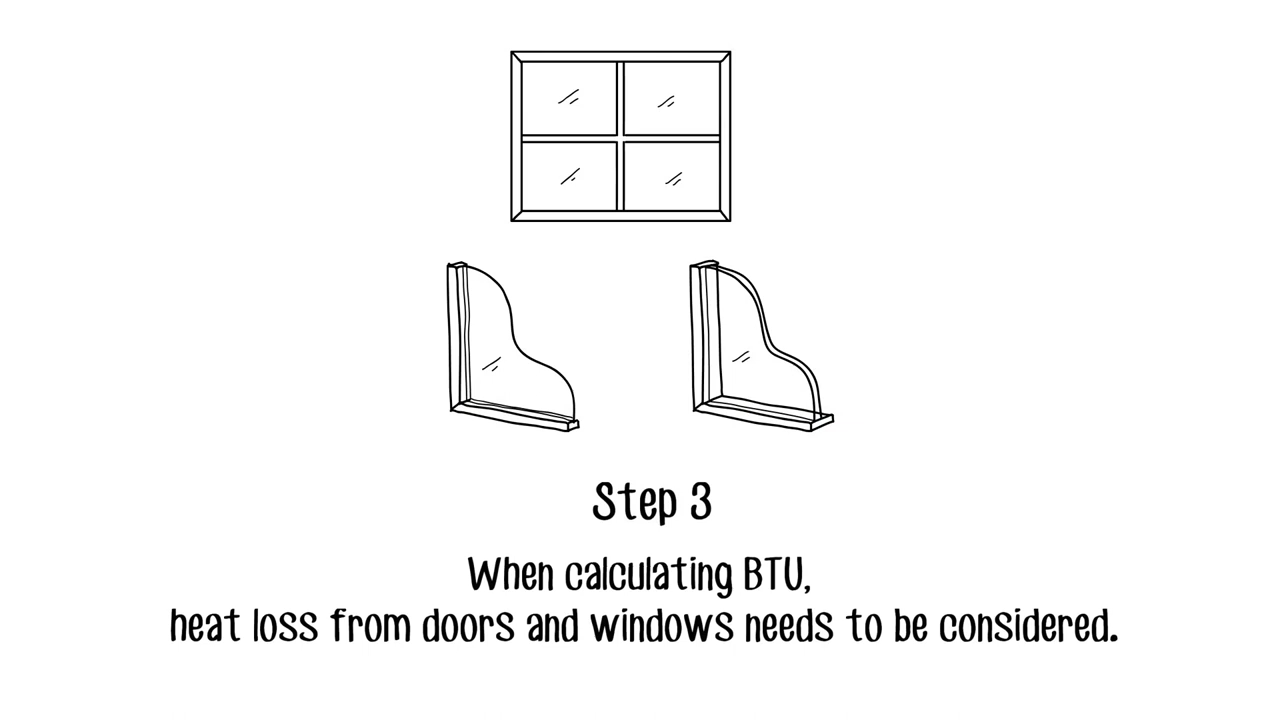 Step 3
When calculating BTU,
heat loss from doors and windows needs to be considered.